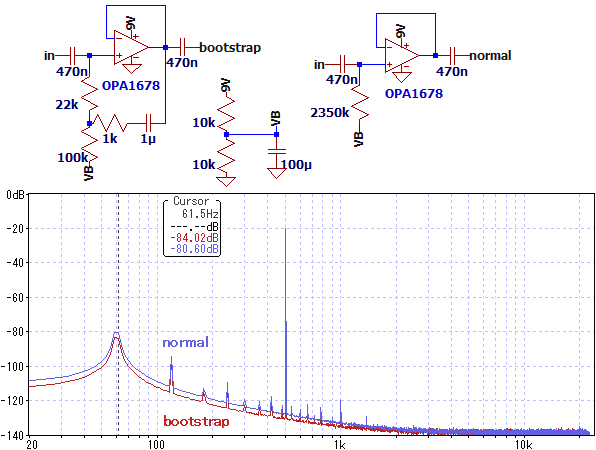 9V
9V
in
470n
470n
bootstrap
OPA1678
22k
1k
1µ
100k
VB
9V
10k
VB
10k
100µ
in
470n
470n
normal
OPA1678
2350k
VB
0dB
-20
-40
-60
-80
-100
-120
-140
Cursor
61.5Hz
---.--dB
-84.02dB
-80.60dB
normal
bootstrap
20
100
1k
10k